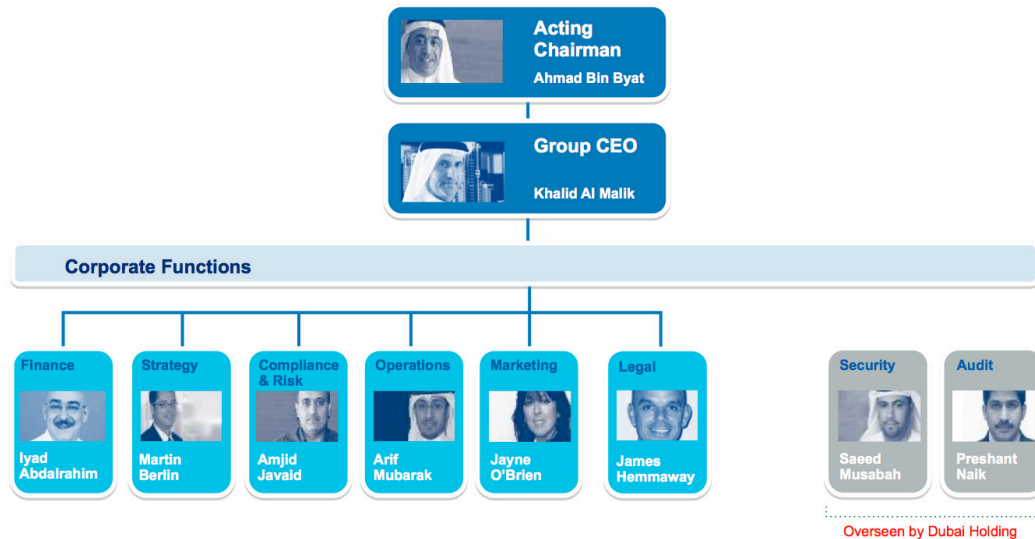 Acting
Chairman
Ahmad Bin Byat
Group CEO
Khalid Al Malik
Corporate Functions
Finance
Iyad
Abdalrahim
Strategy
Martin
Berlin
Compliance
& Risk
Amjid
Javaid
Operations
Arif
Mubarak
Marketing
Jayne
O'Brien
Legal
James
Hemmaway
Security
Saeed
Musabah
Audit
Preshant
Naik
Overseen by Dubai Holding